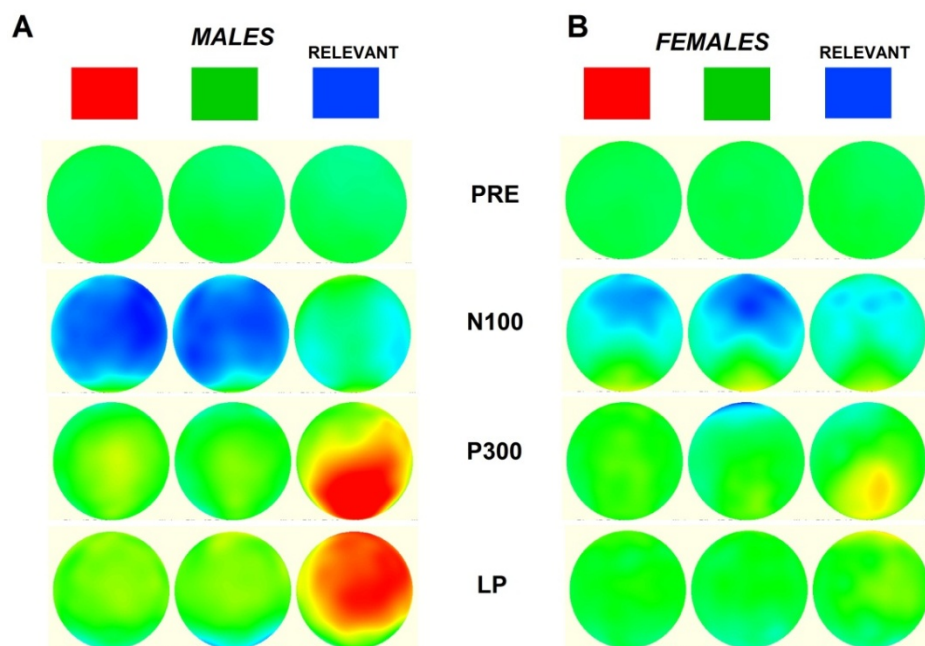 A
MALES
RELEVANT
B
FEMALES
RELEVANT
PRE
N100
P300
LP